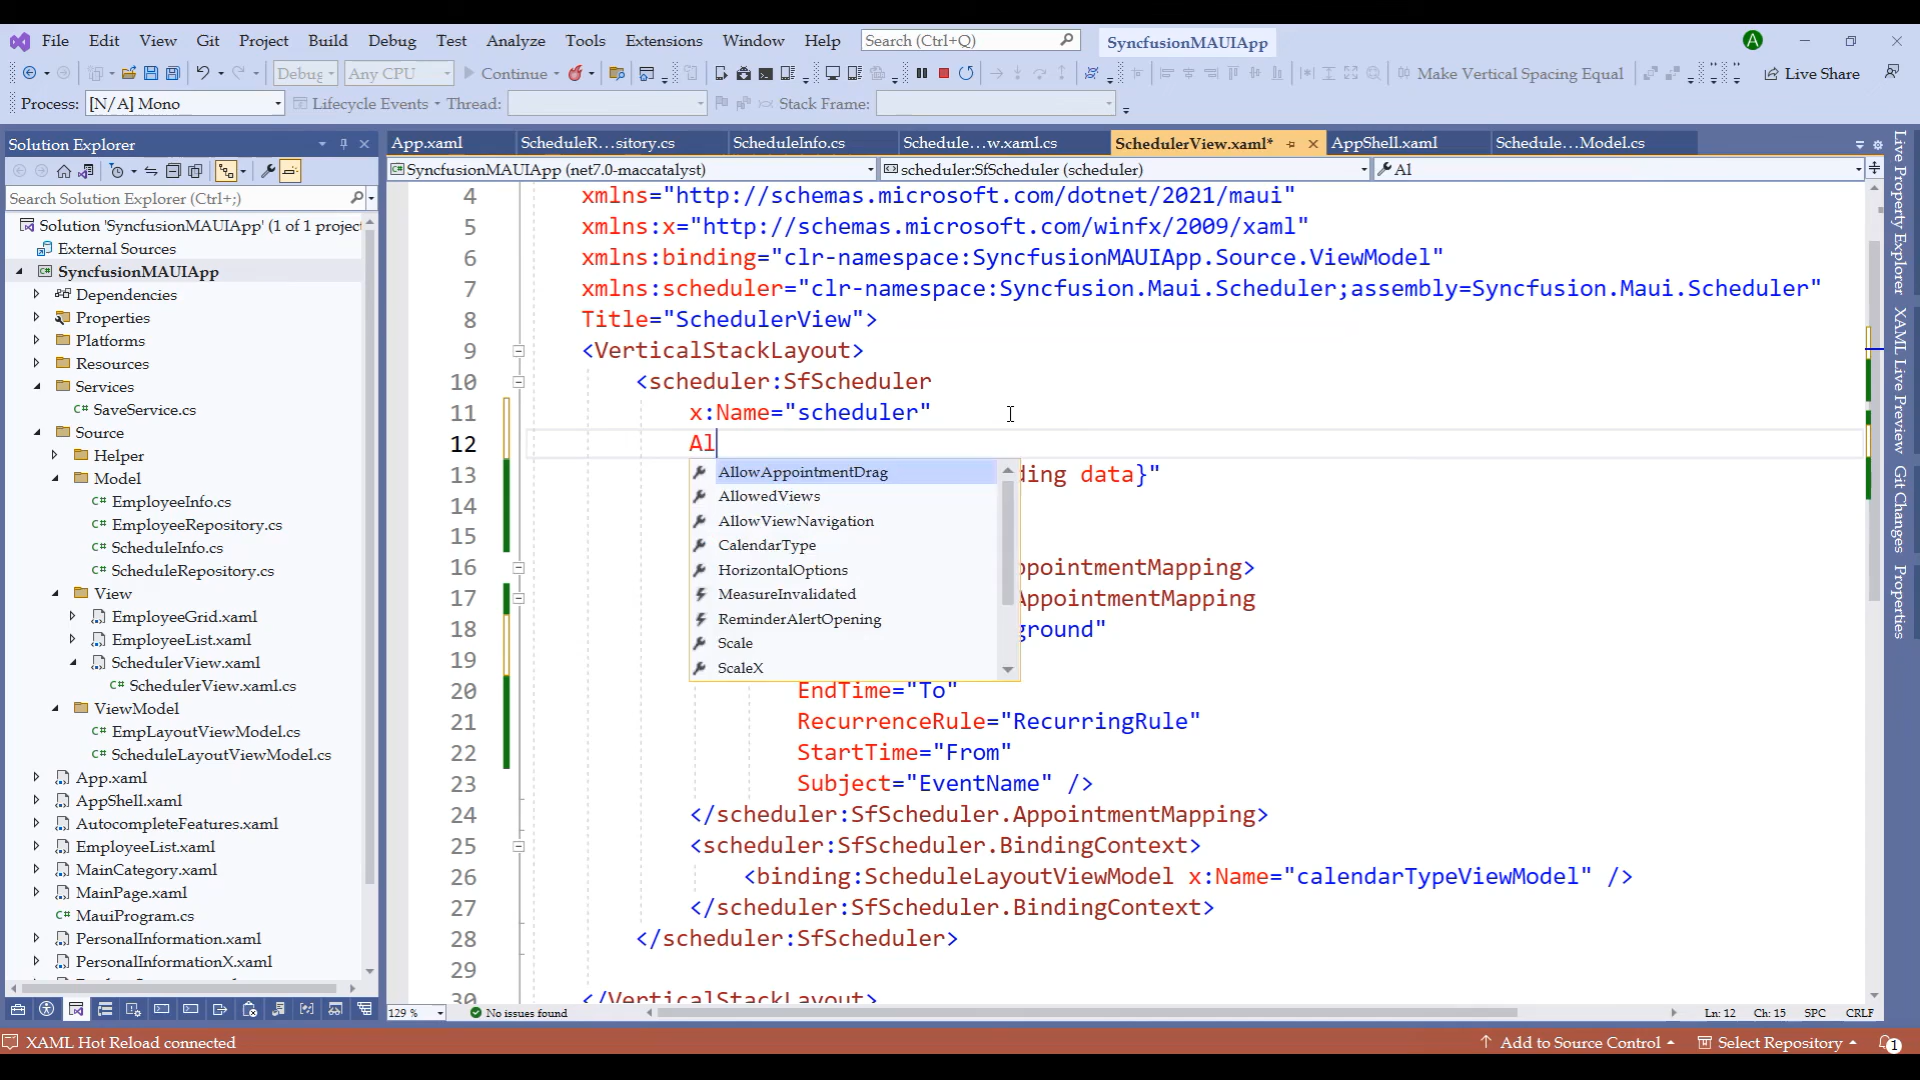 File Edit View Git Project Build Debug Test Analyze Tools Extensions Window Help Search (Ctrl+Q) SyncfusionMAUIApp A
Debug Any CPU Continue Make Vertical Spacing Equal Live Share
Process: [N/A] Mono Lifecycle Events Thread: Stack Frame:
Solution Explorer
Search Solution Explorer (Ctrl+;)
Solution 'SyncfusionMAUIApp' (1 of 1 projec
External Sources
SyncfusionMAUIApp
Dependencies
Properties
Platforms
Resources
Services
C# SaveService.cs
Source
Helper
Model
C# EmployeeInfo.cs
C# EmployeeRepository.cs
C# ScheduleInfo.cs
C# ScheduleRepository.cs
View
EmployeeGrid.xaml
EmployeeList.xaml
SchedulerView.xaml
C# SchedulerView.xaml.cs
ViewModel
C# EmpLayoutViewModel.cs
C# ScheduleLayoutViewModel.cs
App.xaml
AppShell.xaml
AutocompleteFeatures.xaml
EmployeeList.xaml
MainCategory.xaml
MainPage.xaml
C# MauiProgram.cs
PersonalInformation.xaml
PersonalInformationX.xaml
App.xaml ScheduleR...sitory.cs ScheduleInfo.cs Schedule....w.xaml.cs SchedulerView.xaml* AppShell.xaml Schedule...Model.cs
SyncfusionMAUIApp (net7.0-maccatalyst) scheduler:SfScheduler (scheduler) Al
4 xmlns="http://schemas.microsoft.com/dotnet/2021/maui"
5 xmlns:x="http://schemas.microsoft.com/winfx/2009/xaml"
6 xmlns:binding="clr-namespace:SyncfusionMAUIApp.Source.ViewModel"
7 xmlns:scheduler="clr-namespace:Syncfusion.Maui.Scheduler;assembly=Syncfusion.Maui.Scheduler"
8 Title="SchedulerView">
9 <VerticalStackLayout>
10 <scheduler:SfScheduler
11 x:Name="scheduler"
12 Al
13 ding data}"
14
15
16 ppointmentMapping>
17 AppointmentMapping
18 ground"
19
20 EndTime="To"
21 RecurrenceRule="RecurringRule"
22 StartTime="From"
23 Subject="EventName" />
24 </scheduler:SfScheduler.AppointmentMapping>
25 <scheduler:SfScheduler.BindingContext>
26 <binding:ScheduleLayoutViewModel x:Name="calendarTypeViewModel" />
27 </scheduler:SfScheduler.BindingContext>
28 </scheduler:SfScheduler>
29
30 </VerticalStackLayout>
AllowAppointmentDrag
AllowedViews
AllowViewNavigation
CalendarType
HorizontalOptions
MeasureInvalidated
ReminderAlertOpening
Scale
ScaleX
129 % No issues found Ln: 12 Ch: 15 SPC CRLF
Live Property Explorer
XAML Live Preview
Git Changes
Properties
XAML Hot Reload connected Add to Source Control Select Repository 1